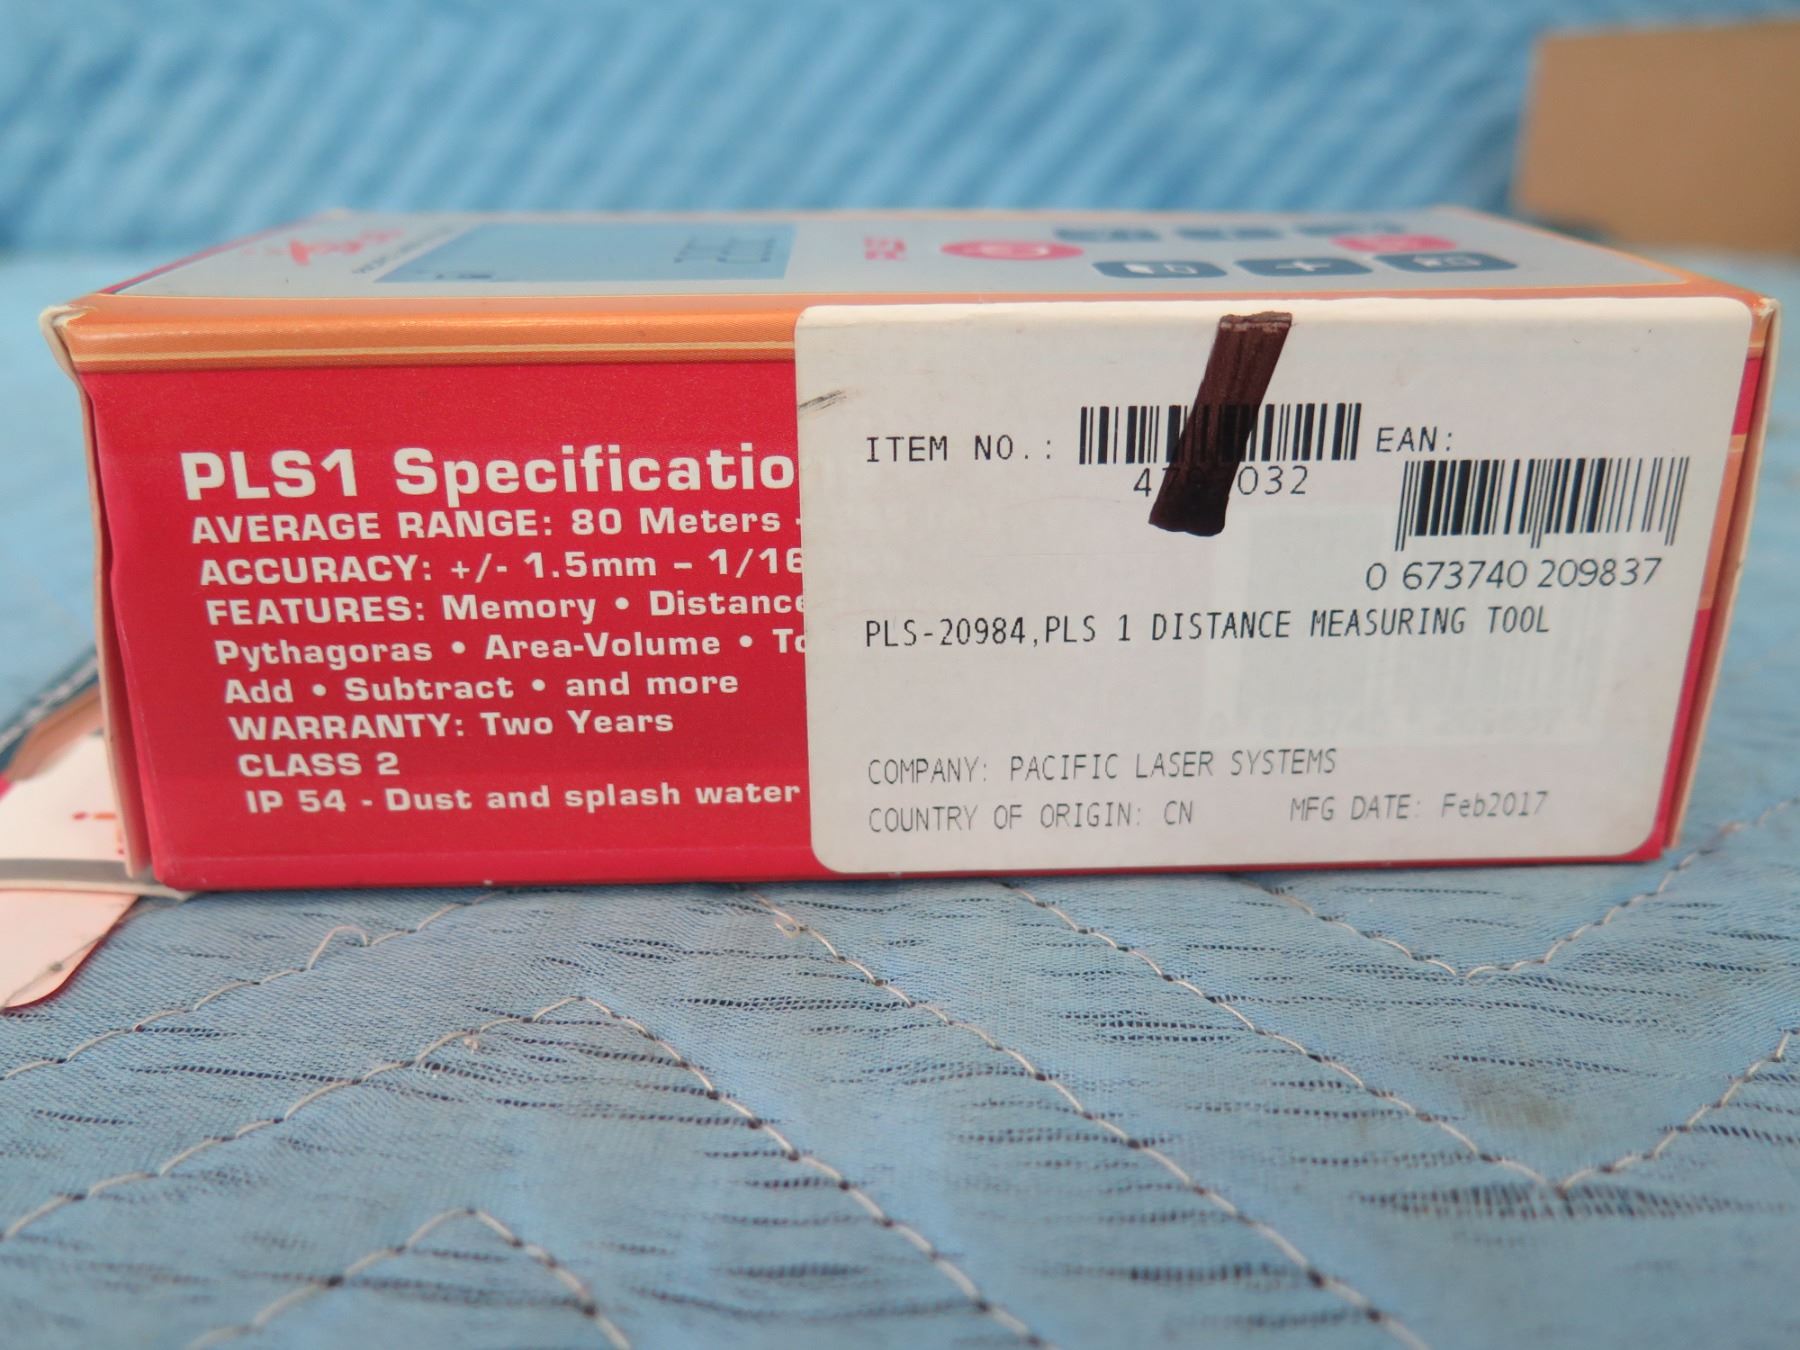 PLS1 Specificatio
AVERAGE RANGE: 80 Meters -
ACCURACY: +/- 1.5mm – 1/16
FEATURES: Memory • Distance
Pythagoras • Area-Volume • To
Add • Subtract • and more
WARRANTY: Two Years
CLASS 2
IP 54 - Dust and splash water
ITEM NO.:
EAN:
0 673740 209837
PLS-20984,PLS 1 DISTANCE MEASURING TOOL
COMPANY: PACIFIC LASER SYSTEMS
COUNTRY OF ORIGIN: CN MFG DATE: Feb2017